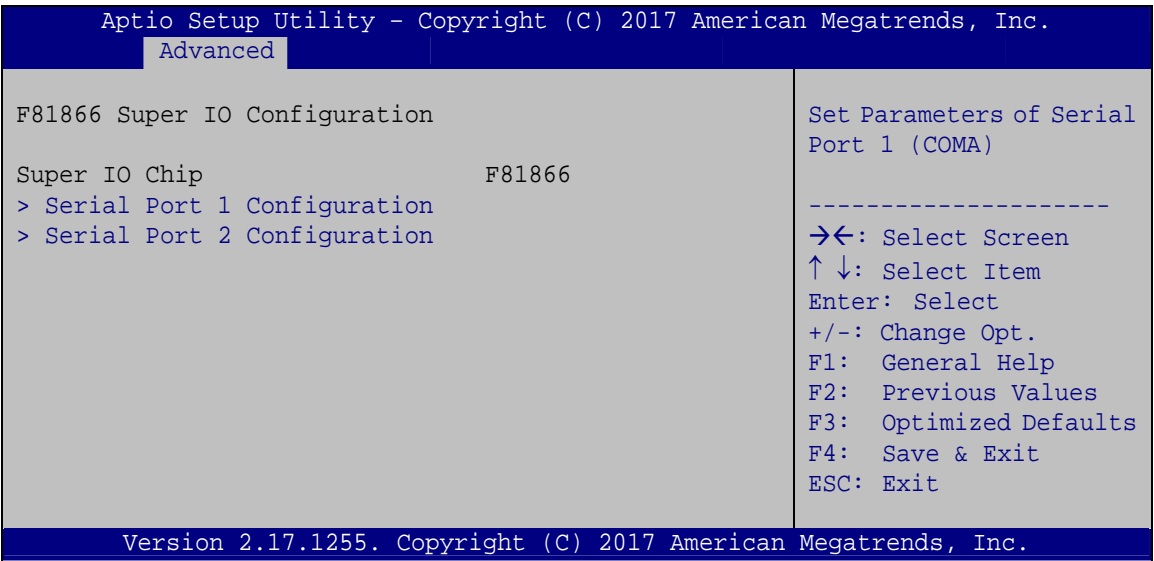 Aptio Setup Utility – Copyright (C) 2017 American Megatrends, Inc.
Advanced
F81866 Super IO Configuration
Super IO Chip F81866
> Serial Port 1 Configuration
> Serial Port 2 Configuration
Set Parameters of Serial
Port 1 (COMA)
---------------------
→←: Select Screen
↑ ↓: Select Item
Enter: Select
+/-: Change Opt.
F1: General Help
F2: Previous Values
F3: Optimized Defaults
F4: Save & Exit
ESC: Exit
Version 2.17.1255. Copyright (C) 2017 American Megatrends, Inc.